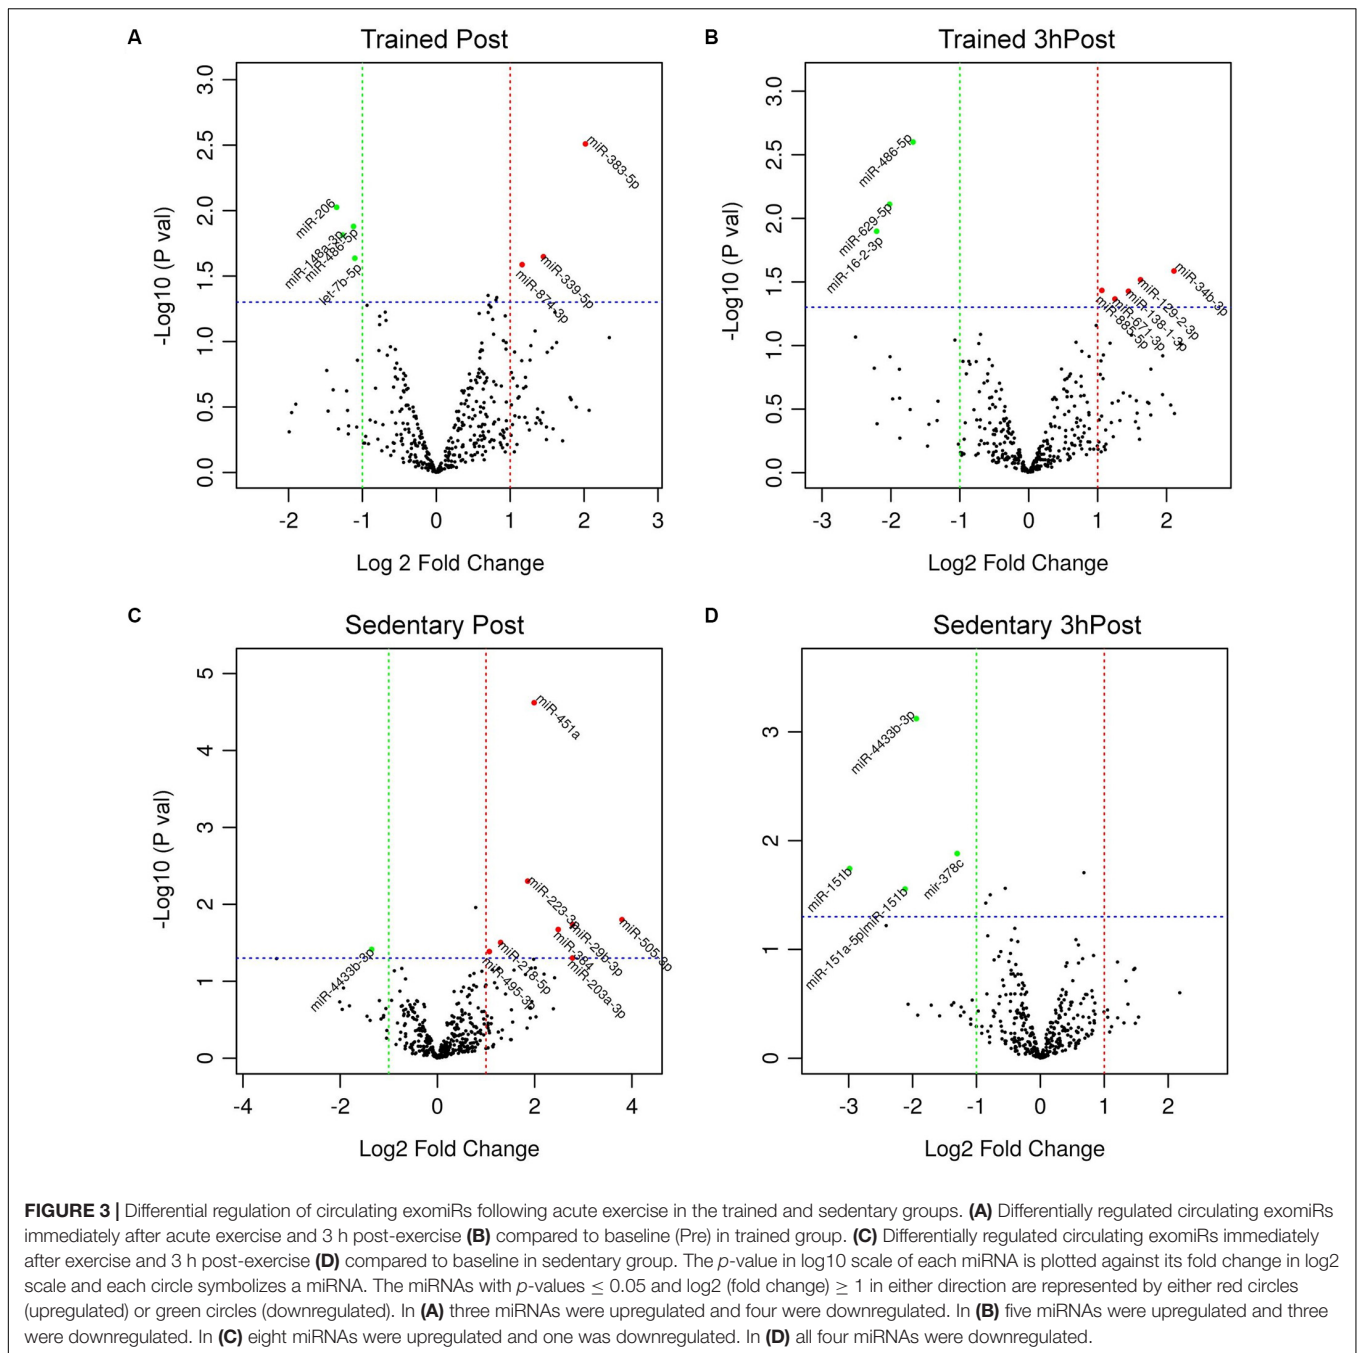 A
Trained Post
3.0
2.5
2.0
1.5
1.0
0.5
0.0
-Log10 (P val)
miR-383-5p
miR-206
miR-148a-3p
miR-486-5p
let-7b-5p
miR-339-5p
miR-874-3p
-2
-1
0
1
2
3
Log 2 Fold Change
B
Trained 3hPost
3.0
2.5
2.0
1.5
1.0
0.5
0.0
-Log10 (P val)
miR-486-5p
miR-629-5p
miR-16-2-3p
miR-34b-3p
miR-129-2-3p
miR-138-1-3p
miR-671-3p
miR-885-5p
-3
-2
-1
0
1
2
Log2 Fold Change
C
Sedentary Post
5
4
3
2
1
0
-Log10 (P val)
miR-451a
miR-223-3p
miR-505-3p
miR-29b-3p
miR-384
miR-218-5p
miR-495-3p
miR-203a-3p
miR-4433b-3p
-4
-2
0
2
4
Log2 Fold Change
D
Sedentary 3hPost
3
2
1
0
miR-4433b-3p
mir-378c
miR-151b
miR-151a-5p|miR-151b
-3
-2
-1
0
1
2
Log2 Fold Change
FIGURE 3 | Differential regulation of circulating exomiRs following acute exercise in the trained and sedentary groups. (A) Differentially regulated circulating exomiRs
immediately after acute exercise and 3 h post-exercise (B) compared to baseline (Pre) in trained group. (C) Differentially regulated circulating exomiRs immediately
after exercise and 3 h post-exercise (D) compared to baseline in sedentary group. The p-value in log10 scale of each miRNA is plotted against its fold change in log2
scale and each circle symbolizes a miRNA. The miRNAs with p-values ≤ 0.05 and log2 (fold change) ≥ 1 in either direction are represented by either red circles
(upregulated) or green circles (downregulated). In (A) three miRNAs were upregulated and four were downregulated. In (B) five miRNAs were upregulated and three
were downregulated. In (C) eight miRNAs were upregulated and one was downregulated. In (D) all four miRNAs were downregulated.